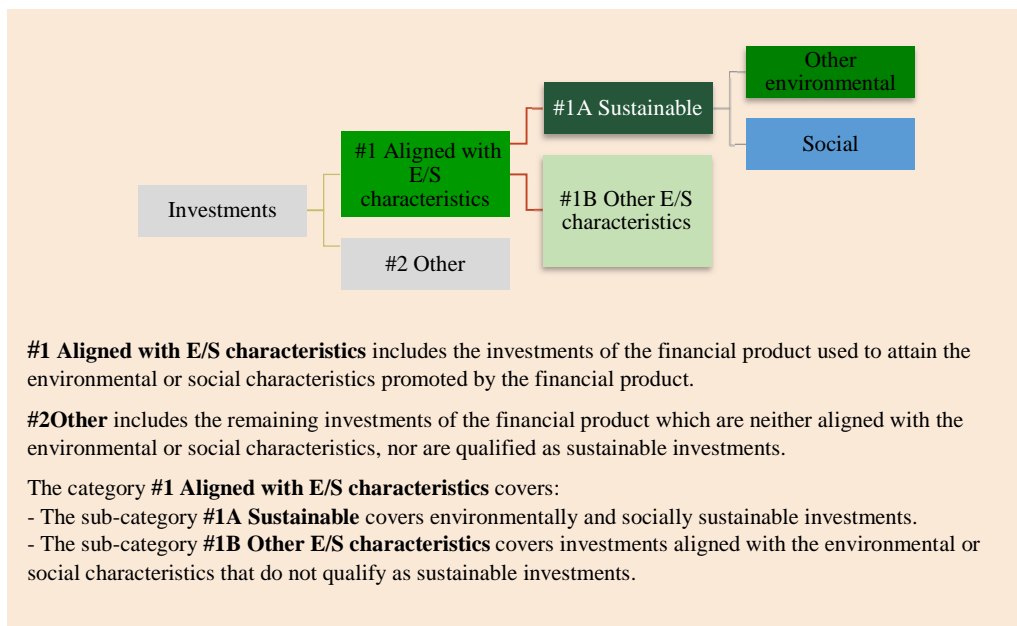 Other
environmental
#1A Sustainable
Social
#1 Aligned with
E/S
characteristics
#1B Other E/S
characteristics
Investments
#2 Other
#1 Aligned with E/S characteristics includes the investments of the financial product used to attain the
environmental or social characteristics promoted by the financial product.
#2Other includes the remaining investments of the financial product which are neither aligned with the
environmental or social characteristics, nor are qualified as sustainable investments.
The category #1 Aligned with E/S characteristics covers:
- The sub-category #1A Sustainable covers environmentally and socially sustainable investments.
- The sub-category #1B Other E/S characteristics covers investments aligned with the environmental or
social characteristics that do not qualify as sustainable investments.